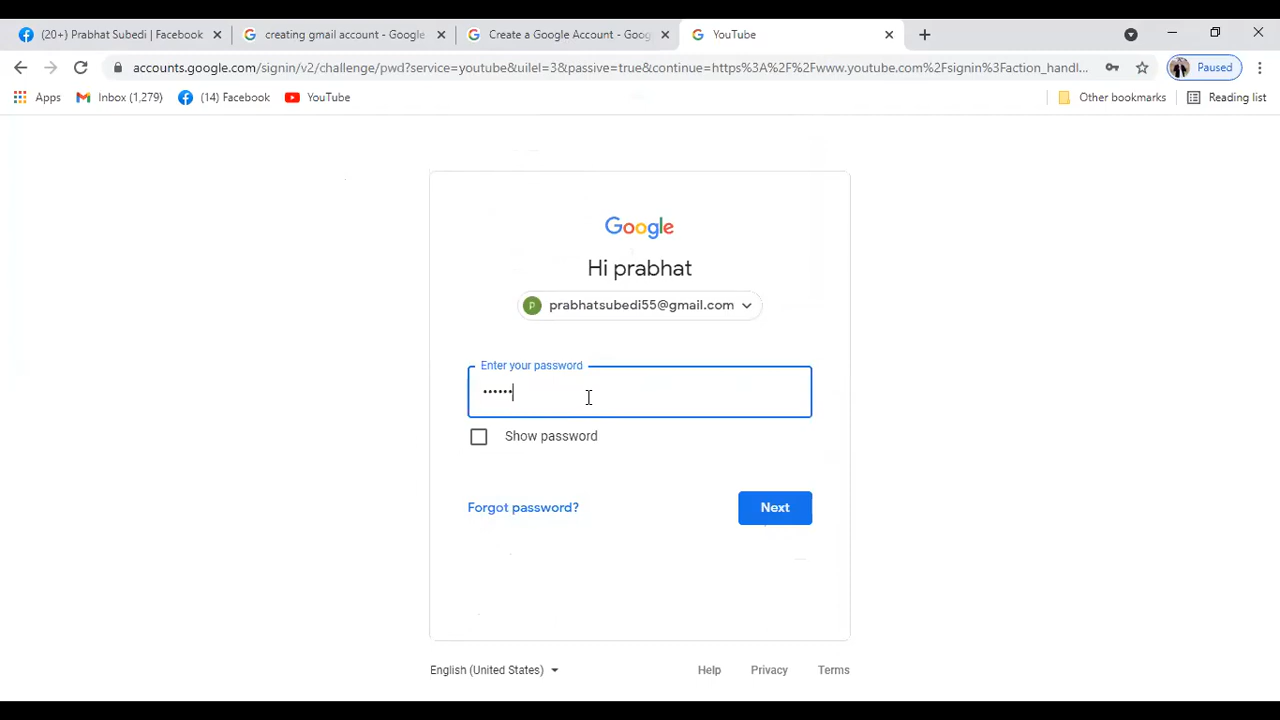 (20+) Prabhat Subedi | Facebook
creating gmail account - Google
Create a Google Account - Goog
YouTube
accounts.google.com/signin/v2/challenge/pwd?service=youtube&uilel=3&passive=true&continue=https%3A%2F%2Fwww.youtube.com%2Fsignin%3Faction_handl...
Paused
Apps
Inbox (1,279)
(14) Facebook
YouTube
Other bookmarks
Reading list
Google
Hi prabhat
P
prabhatsubedi55@gmail.com
Enter your password
••••••
Show password
Forgot password?
Next
English (United States)
Help
Privacy
Terms